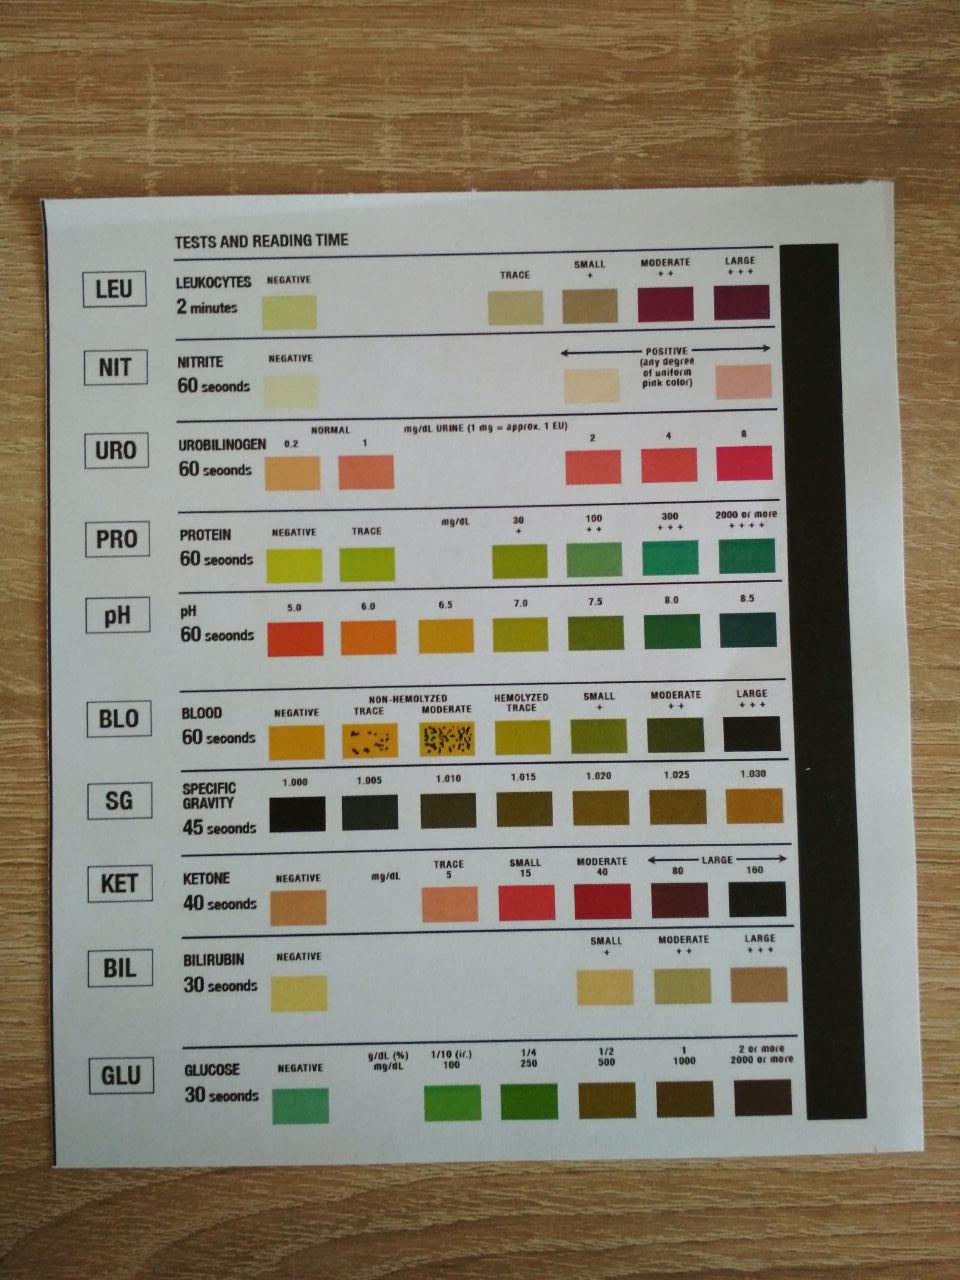 TESTS AND READING TIME
LEU
LEUKOCYTES
2 minutes
NEGATIVE
TRACE
SMALL
+
MODERATE
+ +
LARGE
+ + +
NIT
NITRITE
60 seconds
NEGATIVE
POSITIVE
(any degree
of uniform
pink color)
URO
UROBILINOGEN
60 seconds
NORMAL
0.2 1
mg/dL URINE (1 mg = approx. 1 EU)
2 4 8
PRO
PROTEIN
60 seconds
NEGATIVE
TRACE
mg/dL
30
+
100
+ +
300
+ + +
2000 or more
+ + + +
pH
pH
60 seconds
5.0 6.0 6.5 7.0 7.5 8.0 8.5
BLO
BLOOD
60 seconds
NEGATIVE
NON-HEMOLYZED
TRACE MODERATE
HEMOLYZED
TRACE
SMALL
+
MODERATE
+ +
LARGE
+ + +
SG
SPECIFIC
GRAVITY
45 seconds
1.000 1.005 1.010 1.015 1.020 1.025 1.030
KET
KETONE
40 seconds
NEGATIVE
mg/dL
TRACE
5
SMALL
15
MODERATE
40
LARGE
80 160
BIL
BILIRUBIN
30 seconds
NEGATIVE
SMALL
+
MODERATE
+ +
LARGE
+ + +
GLU
GLUCOSE
30 seconds
NEGATIVE
g/dL (%)
mg/dL
1/10 (tr.)
100
1/4
250
1/2
500
1
1000
2 or more
2000 or more